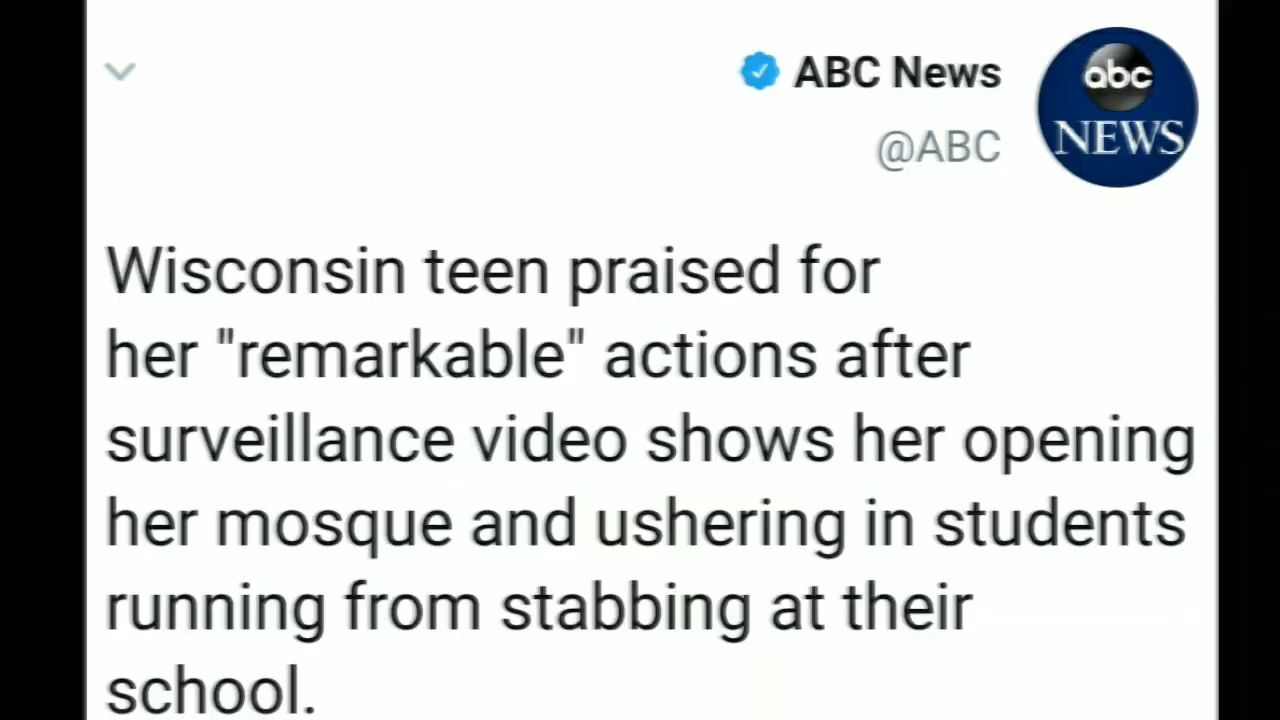 ABC News
@ABC
abc
NEWS
Wisconsin teen praised for
her "remarkable" actions after
surveillance video shows her opening
her mosque and ushering in students
running from stabbing at their
school.